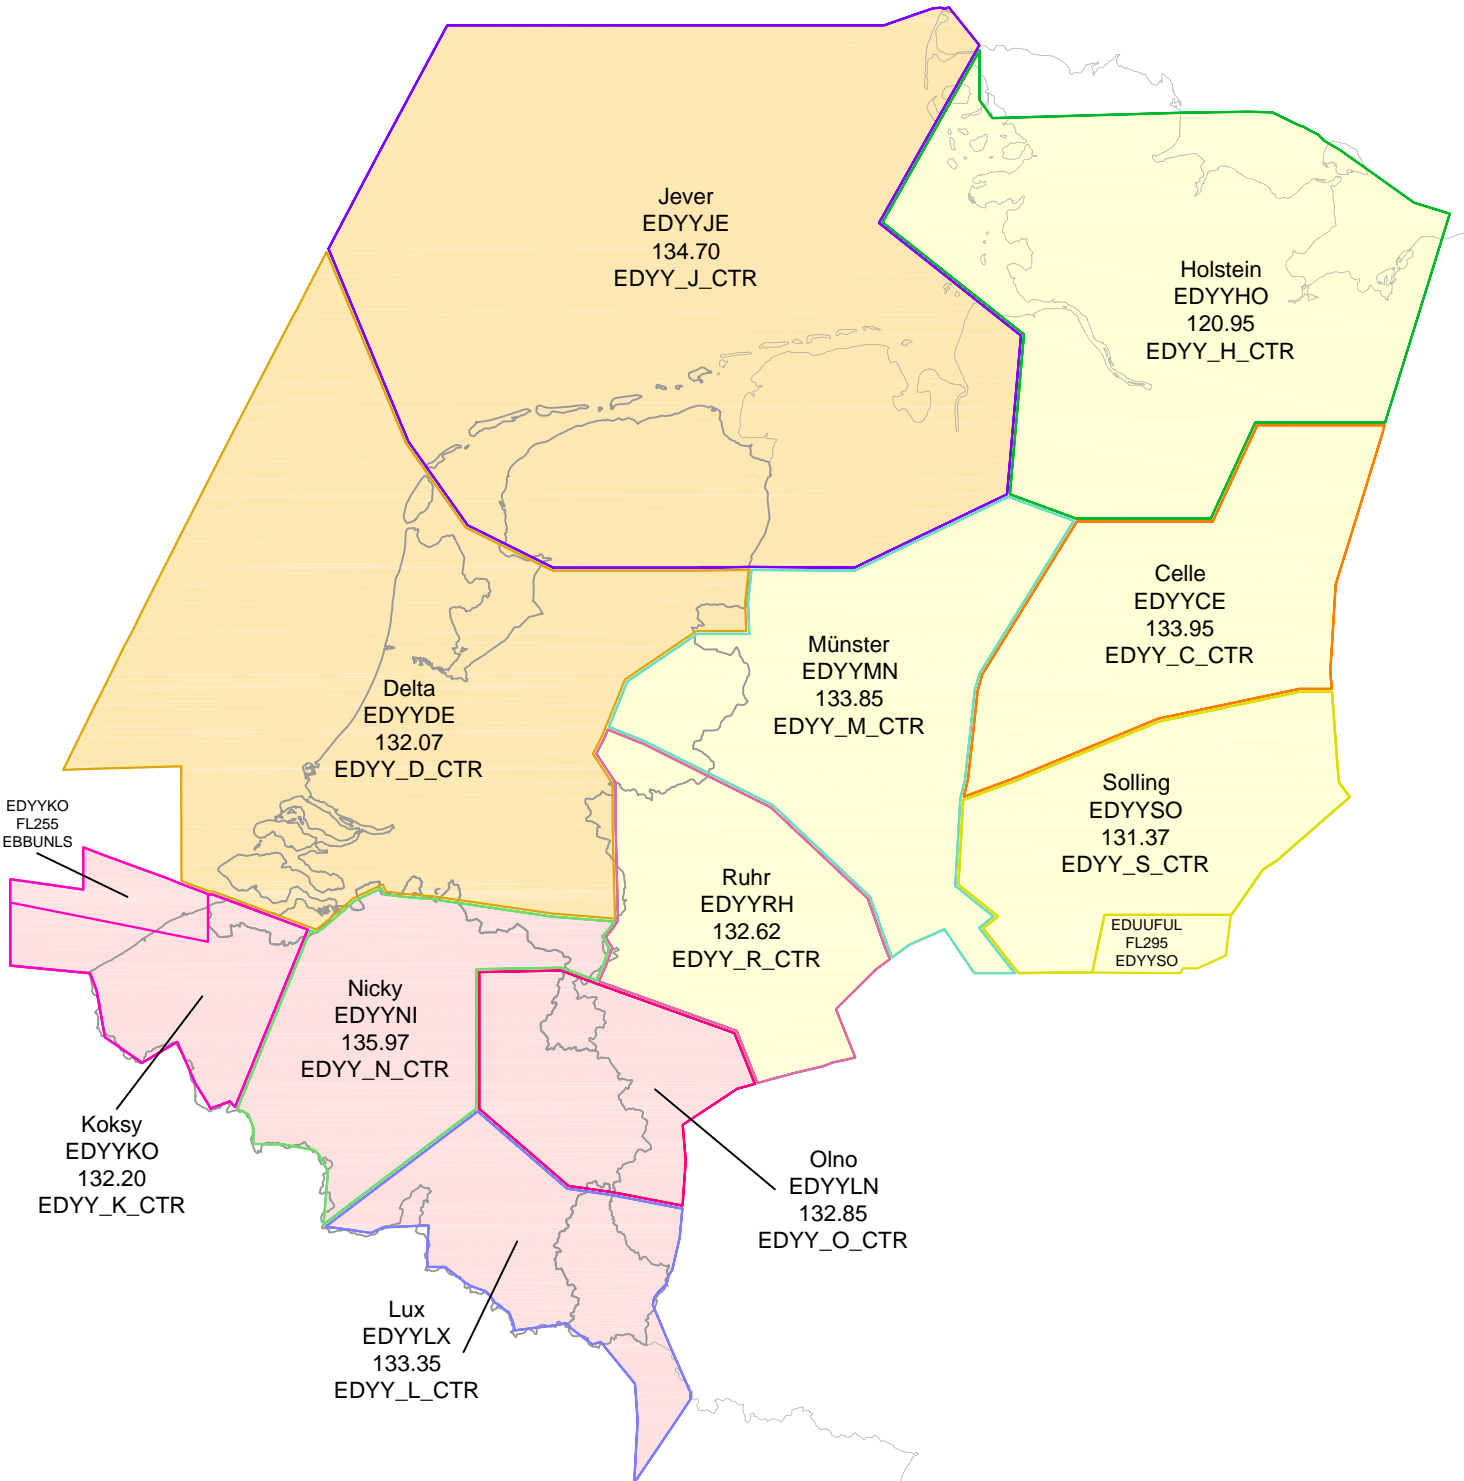 Jever
EDYYJE
134.70
EDYY_J_CTR
Holstein
EDYYHO
120.95
EDYY_H_CTR
Celle
EDYYCE
133.95
EDYY_C_CTR
Münster
EDYYMN
133.85
EDYY_M_CTR
Delta
EDYYDE
132.07
EDYY_D_CTR
Solling
EDYYSO
131.37
EDYY_S_CTR
EDYYKO
FL255
EBBUNLS
Ruhr
EDYYRH
132.62
EDYY_R_CTR
EDUUFUL
FL295
EDYYSO
Nicky
EDYYNI
135.97
EDYY_N_CTR
Koksy
EDYYKO
132.20
EDYY_K_CTR
Olno
EDYYLN
132.85
EDYY_O_CTR
Lux
EDYYLX
133.35
EDYY_L_CTR